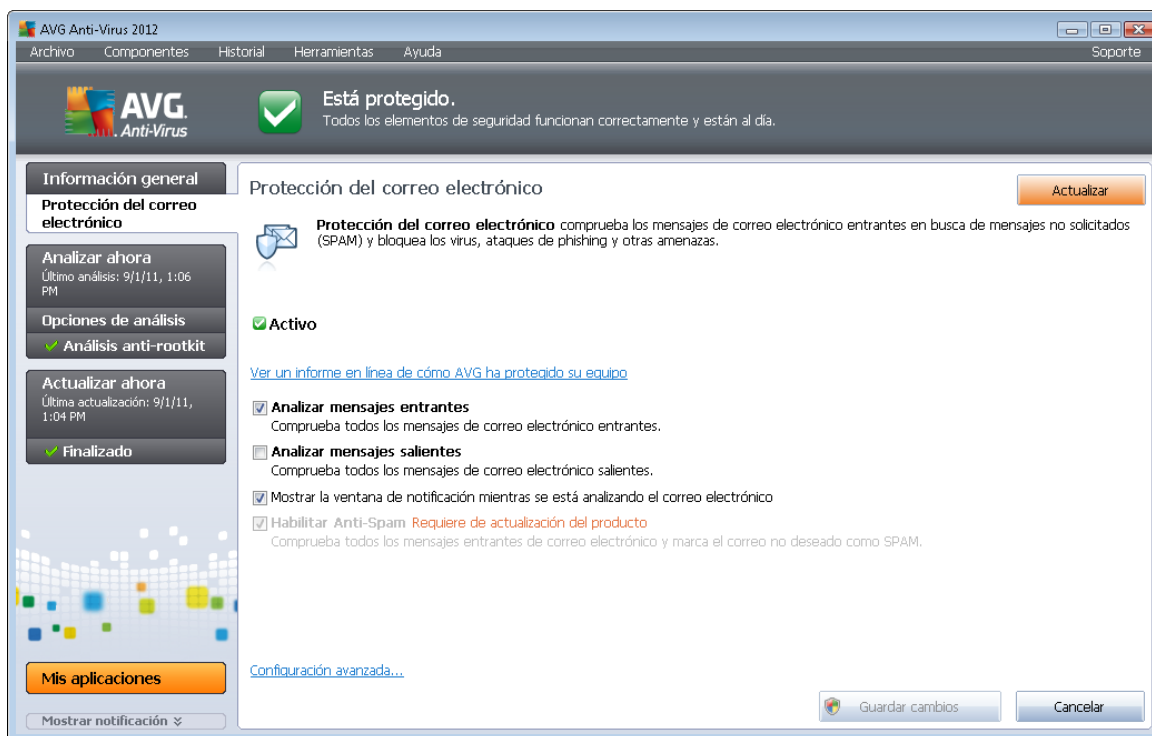 AVG Anti-Virus 2012
Archivo Componentes Historial Herramientas Ayuda Soporte
AVG.
Anti-Virus
Está protegido.
Todos los elementos de seguridad funcionan correctamente y están al día.
Información general
Protección del correo
electrónico
Analizar ahora
Último análisis: 9/1/11, 1:06
PM
Opciones de análisis
Análisis anti-rootkit
Actualizar ahora
Última actualización: 9/1/11,
1:04 PM
Finalizado
Mis aplicaciones
Mostrar notificación
Protección del correo electrónico
Actualizar
Protección del correo electrónico comprueba los mensajes de correo electrónico entrantes en busca de mensajes no solicitados
(SPAM) y bloquea los virus, ataques de phishing y otras amenazas.
Activo
Ver un informe en línea de cómo AVG ha protegido su equipo
Analizar mensajes entrantes
Comprueba todos los mensajes de correo electrónico entrantes.
Analizar mensajes salientes
Comprueba todos los mensajes de correo electrónico salientes.
Mostrar la ventana de notificación mientras se está analizando el correo electrónico
Habilitar Anti-Spam Requiere de actualización del producto
Comprueba todos los mensajes entrantes de correo electrónico y marca el correo no deseado como SPAM.
Configuración avanzada...
Guardar cambios
Cancelar